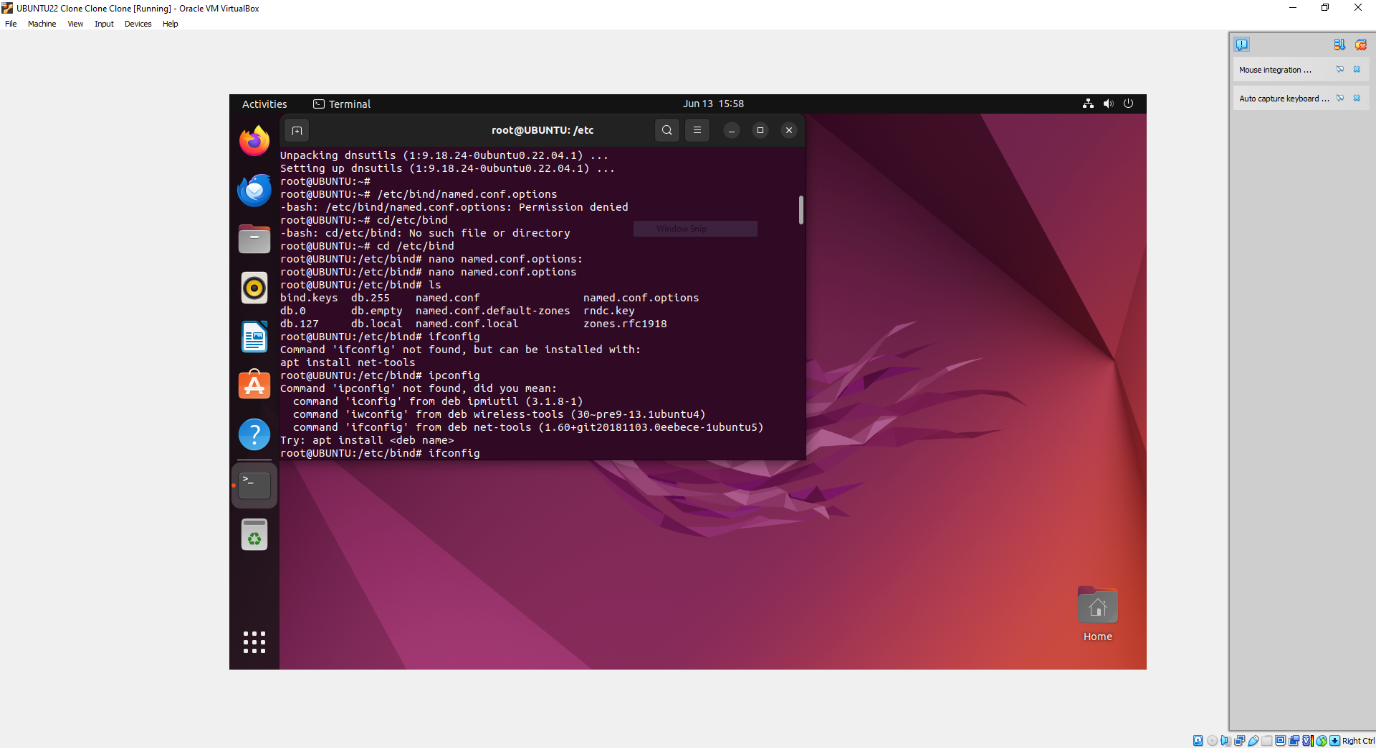 UBUNTU22 Clone Clone Clone [Running] - Oracle VM VirtualBox
File Machine View Input Devices Help
Mouse integration ...
Auto capture keyboard ...
Activities Terminal Jun 13 15:58
root@UBUNTU: /etc
Unpacking dnsutils (1:9.18.24-0ubuntu0.22.04.1) ...
Setting up dnsutils (1:9.18.24-0ubuntu0.22.04.1) ...
root@UBUNTU:~#
root@UBUNTU:~# /etc/bind/named.conf.options
-bash: /etc/bind/named.conf.options: Permission denied
root@UBUNTU:~# cd/etc/bind
-bash: cd/etc/bind: No such file or directory
Window Snip
root@UBUNTU:~# cd /etc/bind
root@UBUNTU:/etc/bind# nano named.conf.options:
root@UBUNTU:/etc/bind# nano named.conf.options
root@UBUNTU:/etc/bind# ls
bind.keys db.255 named.conf named.conf.options
db.0 db.empty named.conf.default-zones rndc.key
db.127 db.local named.conf.local zones.rfc1918
root@UBUNTU:/etc/bind# ifconfig
Command 'ifconfig' not found, but can be installed with:
apt install net-tools
root@UBUNTU:/etc/bind# ipconfig
Command 'ipconfig' not found, did you mean:
command 'iconfig' from deb ipmiutil (3.1.8-1)
command 'iwconfig' from deb wireless-tools (30~pre9-13.1ubuntu4)
command 'ifconfig' from deb net-tools (1.60+git20181103.0eebece-1ubuntu5)
Try: apt install <deb name>
root@UBUNTU:/etc/bind# ifconfig
Home
Right Ctrl